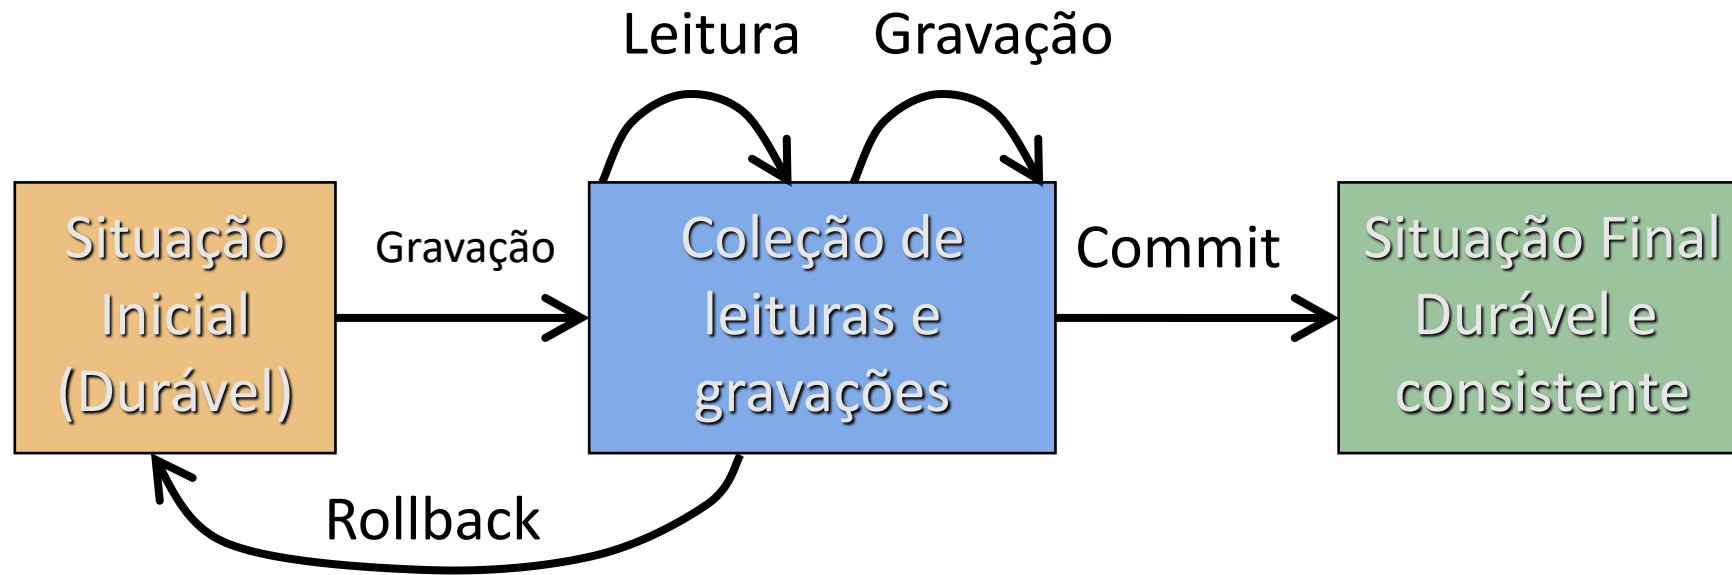 Leitura
Gravação
Situação
Inicial
(Durável)
Gravação
Coleção de
leituras e
gravações
Commit
Situação Final
Durável e
consistente
Rollback